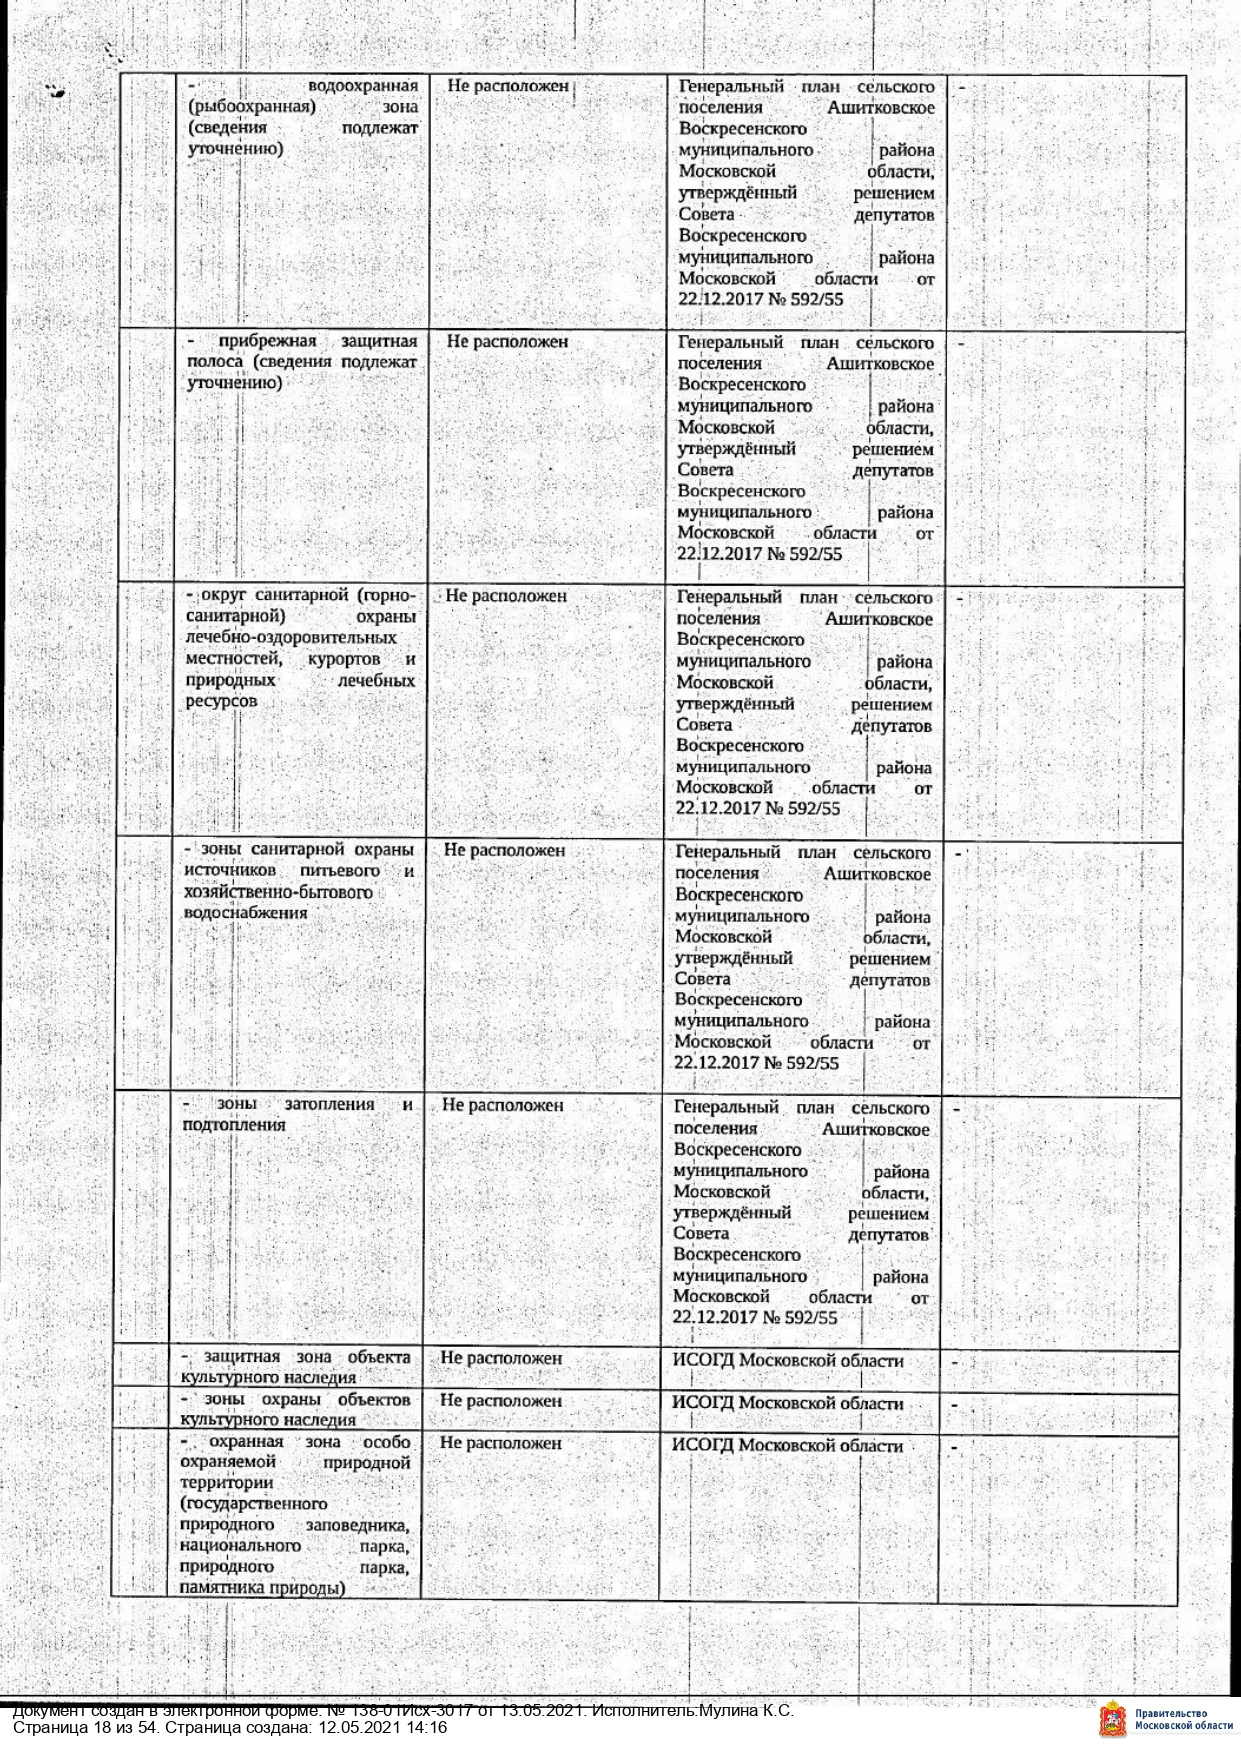 - водоохранная
(рыбоохранная) зона
(сведения подлежат
уточнению)
Не расположен
Генеральный план сельского
поселения Ашитковское
Воскресенского
муниципального района
Московской области,
утверждённый решением
Совета депутатов
Воскресенского
муниципального района
Московской области от
22.12.2017 № 592/55
-
- прибрежная защитная
полоса (сведения подлежат
уточнению)
Не расположен
Генеральный план сельского
поселения Ашитковское
Воскресенского
муниципального района
Московской области,
утверждённый решением
Совета депутатов
Воскресенского
муниципального района
Московской области от
22.12.2017 № 592/55
-
- округ санитарной (горно-
санитарной) охраны
лечебно-оздоровительных
местностей, курортов и
природных лечебных
ресурсов
Не расположен
Генеральный план сельского
поселения Ашитковское
Воскресенского
муниципального района
Московской области,
утверждённый решением
Совета депутатов
Воскресенского
муниципального района
Московской области от
22.12.2017 № 592/55
-
- зоны санитарной охраны
источников питьевого и
хозяйственно-бытового
водоснабжения
Не расположен
Генеральный план сельского
поселения Ашитковское
Воскресенского
муниципального района
Московской области,
утверждённый решением
Совета депутатов
Воскресенского
муниципального района
Московской области от
22.12.2017 № 592/55
-
- зоны затопления и
подтопления
Не расположен
Генеральный план сельского
поселения Ашитковское
Воскресенского
муниципального района
Московской области,
утверждённый решением
Совета депутатов
Воскресенского
муниципального района
Московской области от
22.12.2017 № 592/55
-
- защитная зона объекта
культурного наследия
Не расположен
ИСОГД Московской области
-
- зоны охраны объектов
культурного наследия
Не расположен
ИСОГД Московской области
-
- охранная зона особо
охраняемой природной
территории
(государственного
природного заповедника,
национального парка,
природного парка,
памятника природы)
Не расположен
ИСОГД Московской области
-
Документ создан в электронной форме. № 138-01Исх-3017 от 13.05.2021. Исполнитель:Мулина К.С.
Страница 18 из 54. Страница создана: 12.05.2021 14:16
Правительство
Московской области